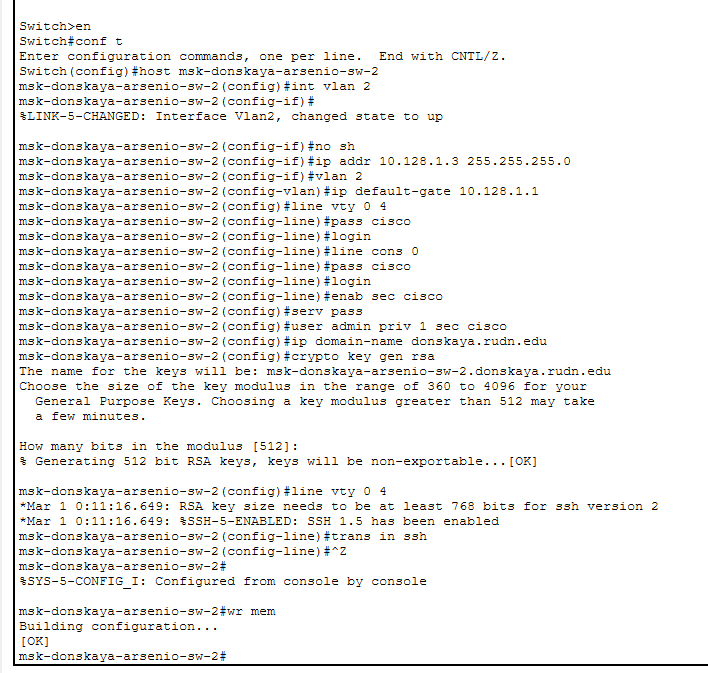 Switch>en
Switch#conf t
Enter configuration commands, one per line.  End with CNTL/Z.
Switch(config)#host msk-donskaya-arsenio-sw-2
msk-donskaya-arsenio-sw-2(config)#int vlan 2
msk-donskaya-arsenio-sw-2(config-if)#
%LINK-5-CHANGED: Interface Vlan2, changed state to up
msk-donskaya-arsenio-sw-2(config-if)#no sh
msk-donskaya-arsenio-sw-2(config-if)#ip addr 10.128.1.3 255.255.255.0
msk-donskaya-arsenio-sw-2(config-if)#vlan 2
msk-donskaya-arsenio-sw-2(config-vlan)#ip default-gate 10.128.1.1
msk-donskaya-arsenio-sw-2(config)#line vty 0 4
msk-donskaya-arsenio-sw-2(config-line)#pass cisco
msk-donskaya-arsenio-sw-2(config-line)#login
msk-donskaya-arsenio-sw-2(config-line)#line cons 0
msk-donskaya-arsenio-sw-2(config-line)#pass cisco
msk-donskaya-arsenio-sw-2(config-line)#login
msk-donskaya-arsenio-sw-2(config-line)#enab sec cisco
msk-donskaya-arsenio-sw-2(config)#serv pass
msk-donskaya-arsenio-sw-2(config)#user admin priv 1 sec cisco
msk-donskaya-arsenio-sw-2(config)#ip domain-name donskaya.rudn.edu
msk-donskaya-arsenio-sw-2(config)#crypto key gen rsa
The name for the keys will be: msk-donskaya-arsenio-sw-2.donskaya.rudn.edu
Choose the size of the key modulus in the range of 360 to 4096 for your
  General Purpose Keys. Choosing a key modulus greater than 512 may take
  a few minutes.
How many bits in the modulus [512]:
% Generating 512 bit RSA keys, keys will be non-exportable...[OK]
msk-donskaya-arsenio-sw-2(config)#line vty 0 4
*Mar 1 0:11:16.649: RSA key size needs to be at least 768 bits for ssh version 2
*Mar 1 0:11:16.649: %SSH-5-ENABLED: SSH 1.5 has been enabled
msk-donskaya-arsenio-sw-2(config-line)#trans in ssh
msk-donskaya-arsenio-sw-2(config-line)#^Z
msk-donskaya-arsenio-sw-2#
%SYS-5-CONFIG_I: Configured from console by console
msk-donskaya-arsenio-sw-2#wr mem
Building configuration...
[OK]
msk-donskaya-arsenio-sw-2#